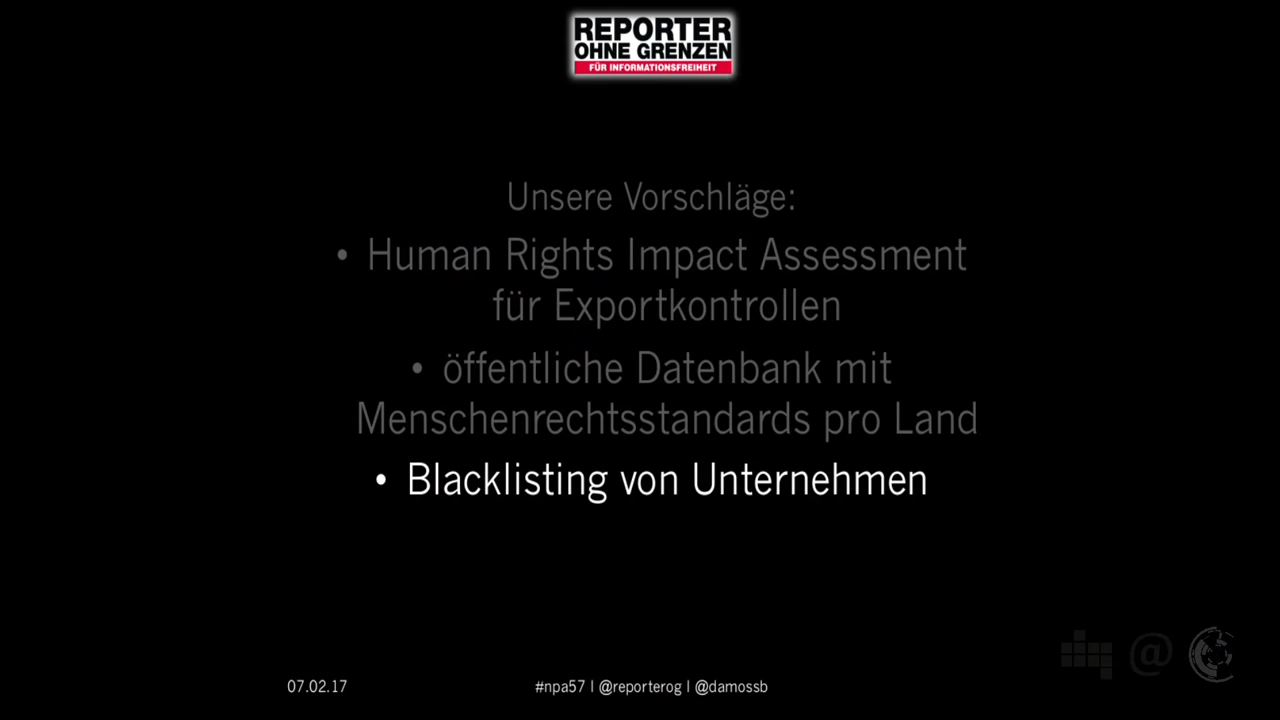 REPORTER
OHNE GRENZEN
FÜR INFORMATIONSFREIHEIT
Unsere Vorschläge:
• Human Rights Impact Assessment
für Exportkontrollen
• öffentliche Datenbank mit
Menschenrechtsstandards pro Land
• Blacklisting von Unternehmen
@
07.02.17
#npa57 | @reporterog | @damossb